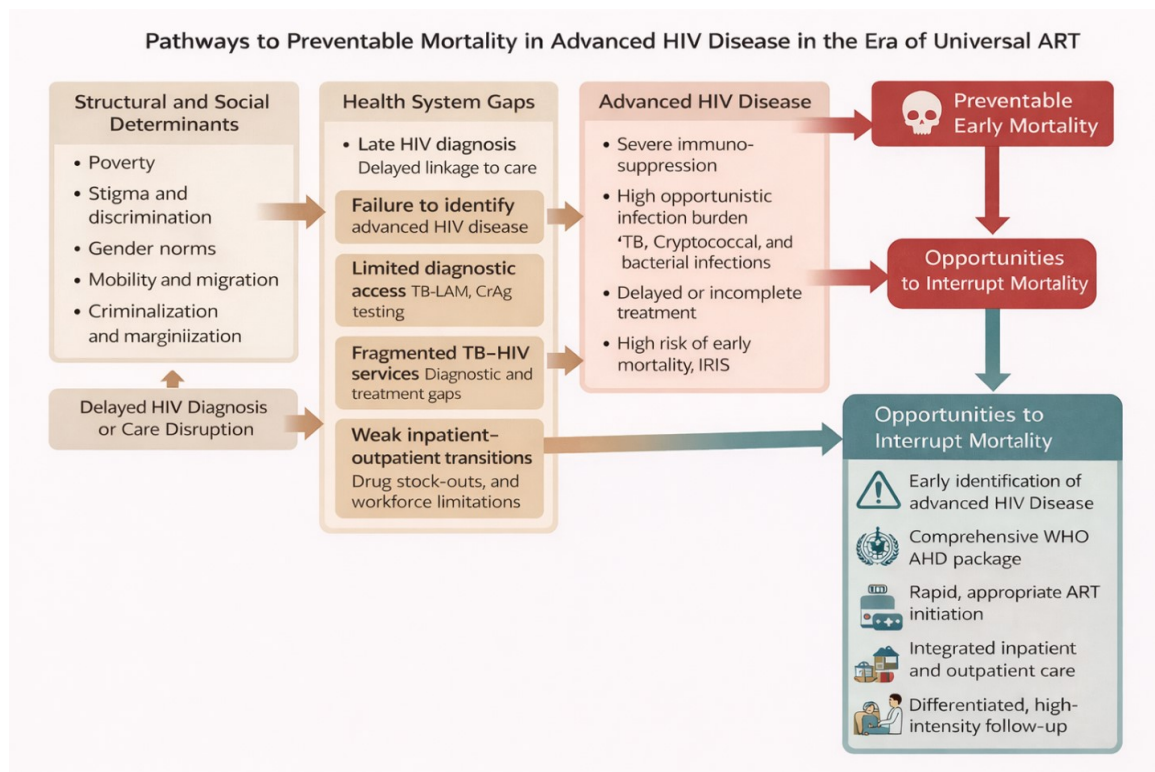 Pathways to Preventable Mortality in Advanced HIV Disease in the Era of Universal ART
Structural and Social
Determinants
• Poverty
• Stigma and
discrimination
• Gender norms
• Mobility and migration
• Criminalization
and marginiization
Delayed HIV Diagnosis
or Care Disruption
Health System Gaps
• Late HIV diagnosis
Delayed linkage to care
Failure to identify
advanced HIV disease
Limited diagnostic
access TB-LAM, CrAg
testing
Fragmented TB–HIV
services Diagnostic and
treatment gaps
Weak inpatient–
outpatient transitions
Drug stock-outs, and
workforce limitations
Advanced HIV Disease
• Severe immuno-
suppression
• High opportunistic
infection burden
‘TB, Cryptococcal, and
bacterial infections
• Delayed or incomplete
treatment
• High risk of early
mortality, IRIS
Preventable
Early Mortality
Opportunities
to Interrupt Mortality
Opportunities to
Interrupt Mortality
Early identification of
advanced HIV Disease
Comprehensive WHO
AHD package
Rapid, appropriate ART
initiation
Integrated inpatient
and outpatient care
Differentiated, high-
intensity follow-up